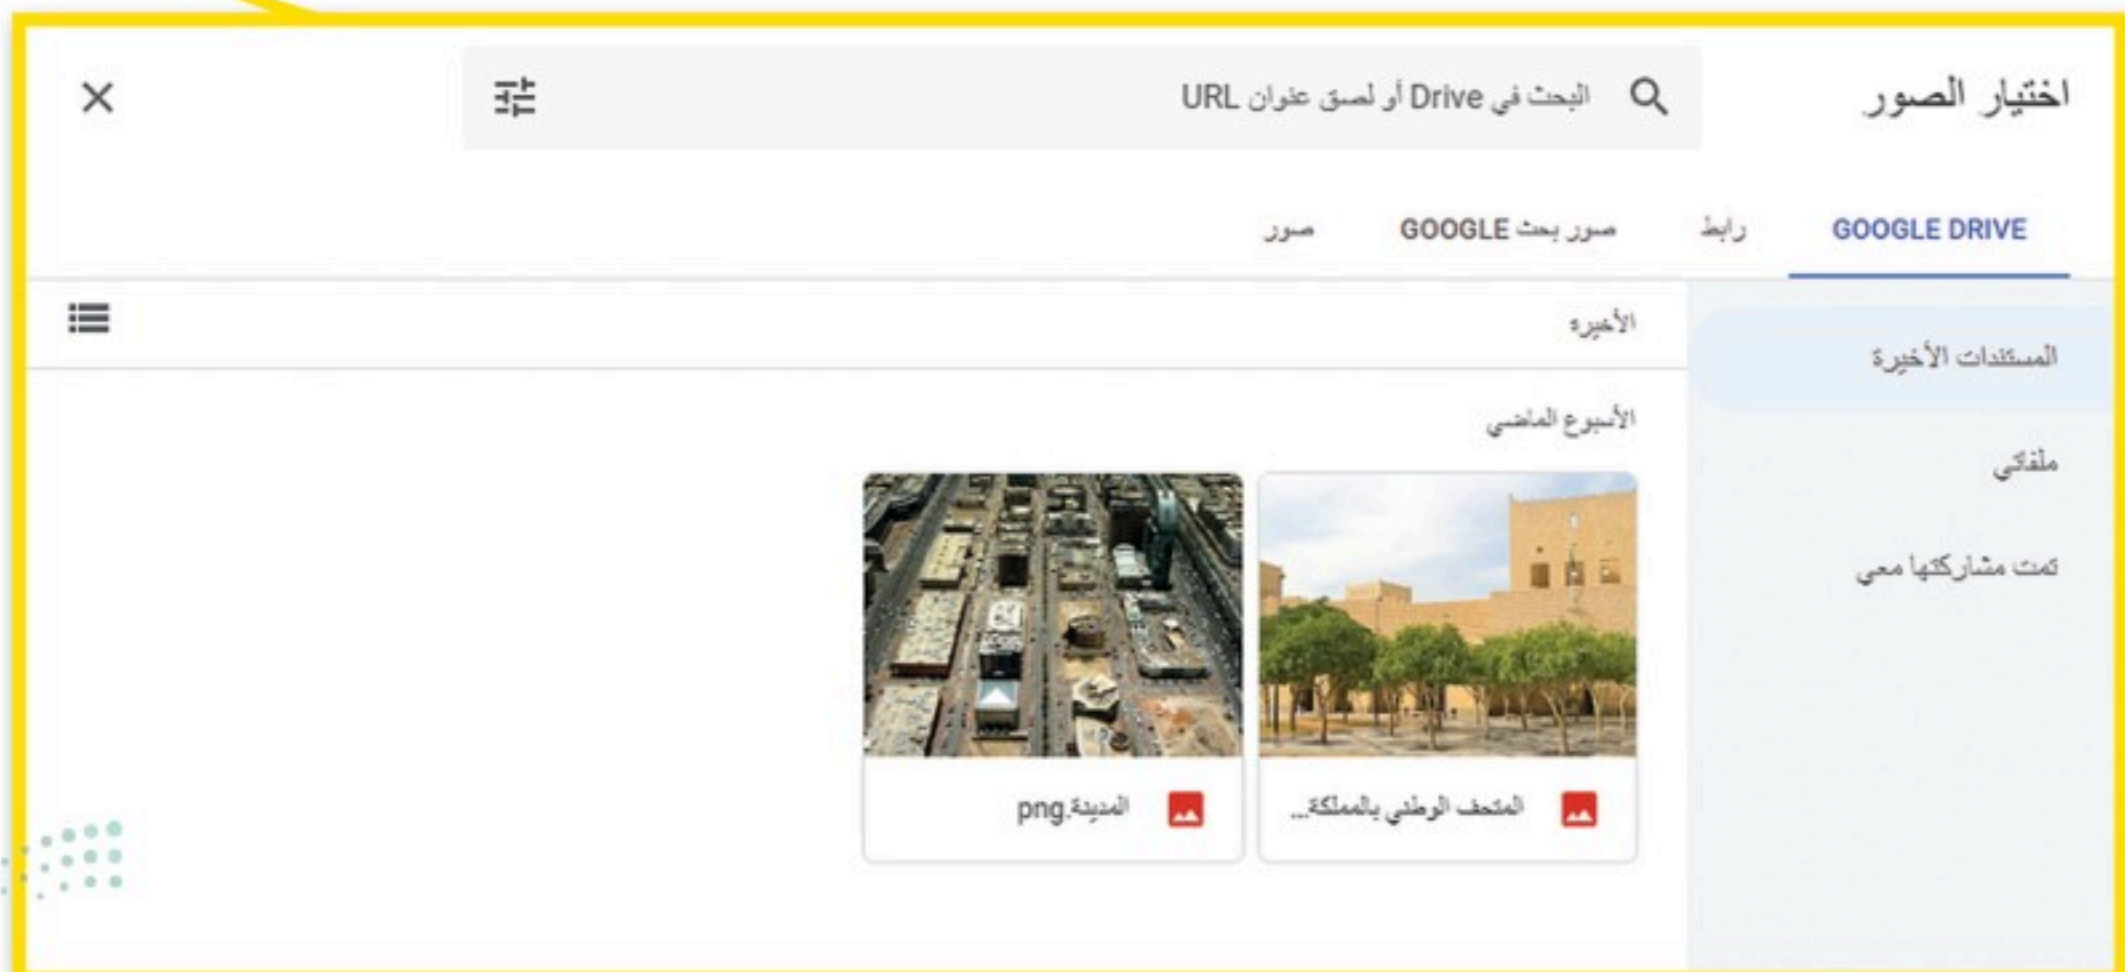 اختيار الصور
البحث في Drive أو لصق عنوان URL
GOOGLE DRIVE
رابط
صور بحث GOOGLE
صور
المستندات الأخيرة
ملفاتي
تمت مشاركتها معي
الأخيرة
الأسبوع الماضي
المتحف الوطني بالمملكة...
المدينة.png